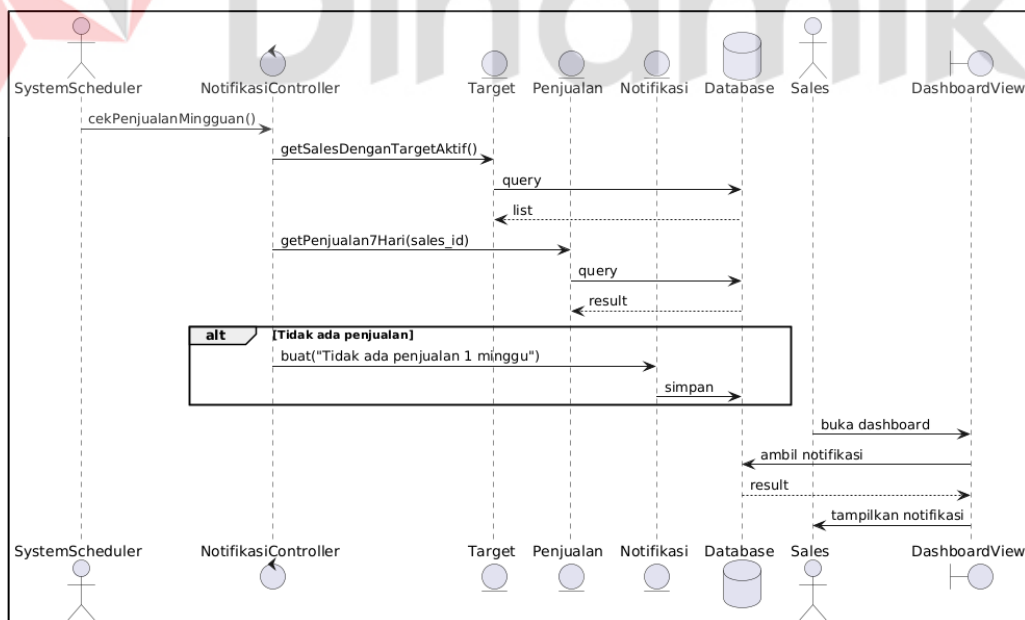 Dinamik
SystemScheduler
NotifikasiController
Target
Penjualan
Notifikasi
Database
Sales
DashboardView
cekPenjualanMingguan()
getSalesDenganTargetAktif()
query
list
getPenjualan7Hari(sales_id)
query
result
alt
[Tidak ada penjualan]
buat("Tidak ada penjualan 1 minggu")
simpan
buka dashboard
ambil notifikasi
result
tampilkan notifikasi
SystemScheduler
NotifikasiController
Target
Penjualan
Notifikasi
Database
Sales
DashboardView